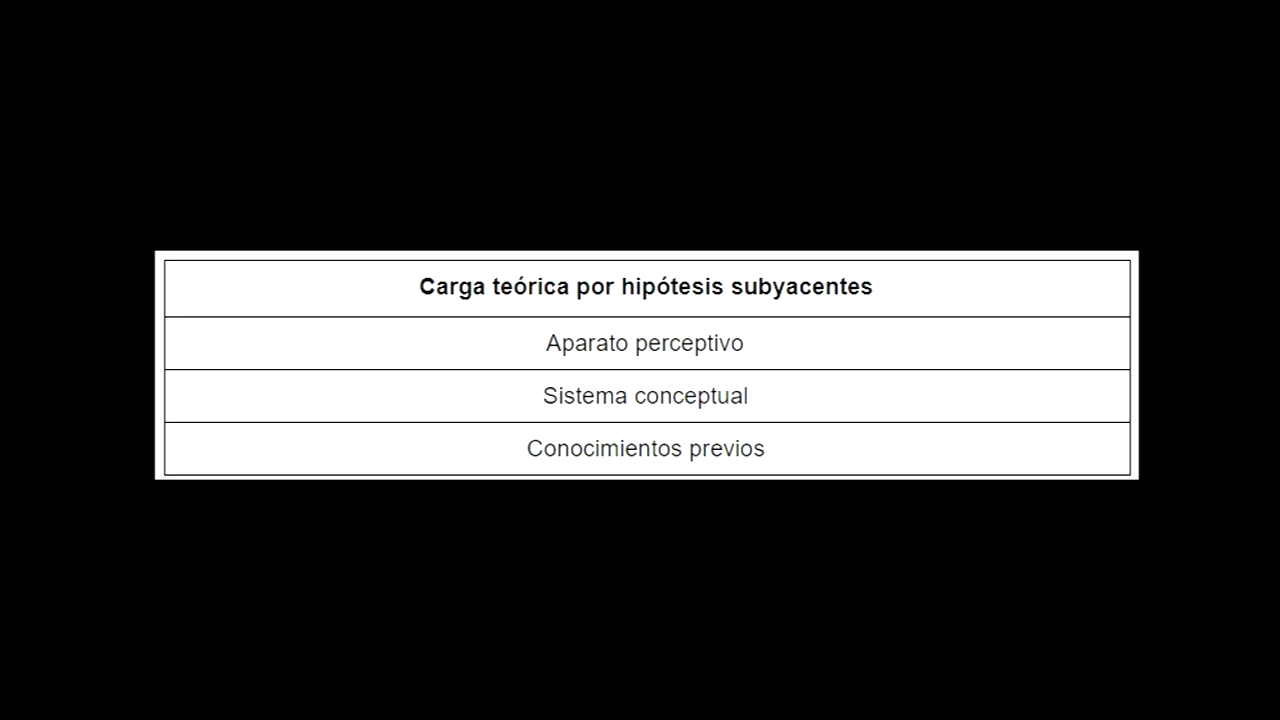 Carga teórica por hipótesis subyacentes
Aparato perceptivo
Sistema conceptual
Conocimientos previos